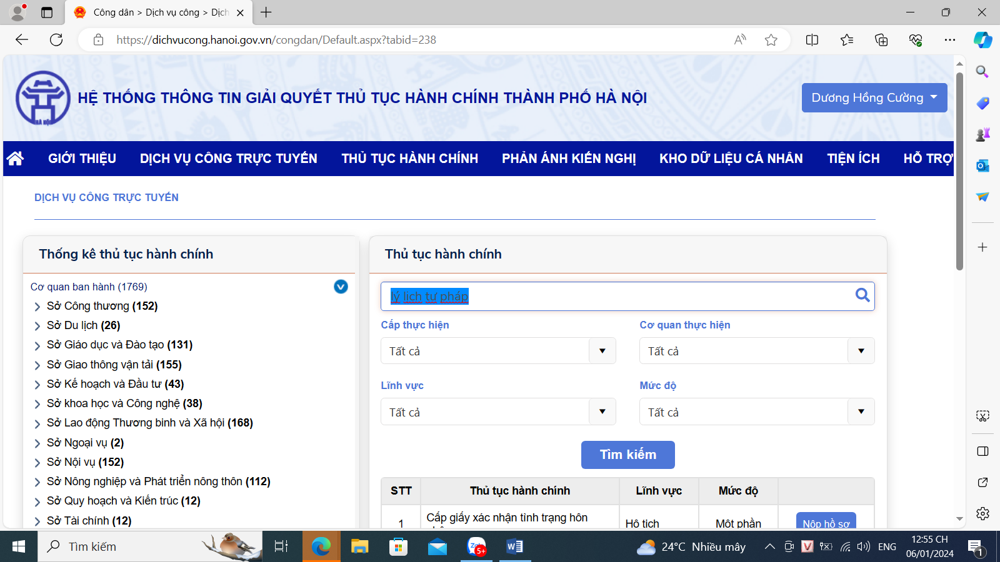 Công dân > Dịch vụ công > Dịch
https://dichvucong.hanoi.gov.vn/congdan/Default.aspx?tabid=238
HÀ NỘI
HỆ THỐNG THÔNG TIN GIẢI QUYẾT THỦ TỤC HÀNH CHÍNH THÀNH PHỐ HÀ NỘI
Dương Hồng Cường
GIỚI THIỆU DỊCH VỤ CÔNG TRỰC TUYẾN THỦ TỤC HÀNH CHÍNH PHẢN ÁNH KIẾN NGHỊ KHO DỮ LIỆU CÁ NHÂN TIỆN ÍCH HỖ TRỢ
DỊCH VỤ CÔNG TRỰC TUYẾN
Thống kê thủ tục hành chính
Cơ quan ban hành (1769)
Sở Công thương (152)
Sở Du lịch (26)
Sở Giáo dục và Đào tạo (131)
Sở Giao thông vận tải (155)
Sở Kế hoạch và Đầu tư (43)
Sở khoa học và Công nghệ (38)
Sở Lao động Thương binh và Xã hội (168)
Sở Ngoại vụ (2)
Sở Nội vụ (152)
Sở Nông nghiệp và Phát triển nông thôn (112)
Sở Quy hoạch và Kiến trúc (12)
Sở Tài chính (12)
Thủ tục hành chính
lý lịch tư pháp
Cấp thực hiện Cơ quan thực hiện
Tất cả Tất cả
Lĩnh vực Mức độ
Tất cả Tất cả
Tìm kiếm
STT Thủ tục hành chính Lĩnh vực Mức độ
1 Cấp giấy xác nhận tình trạng hôn Hộ tịch Một phần Nộp hồ sơ
Tìm kiếm
5+
24°C Nhiều mây
ENG
12:55 CH
06/01/2024
1